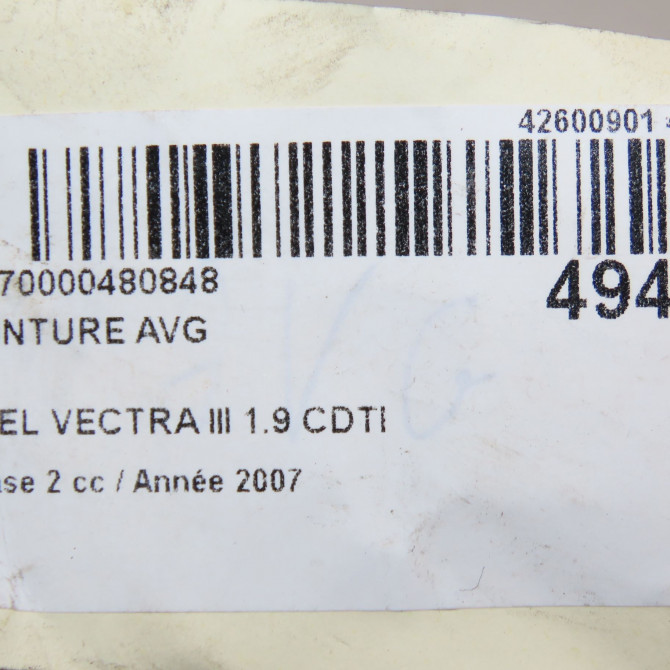 42600901
70000480848
494
NTURE AVG
EL VECTRA III 1.9 CDTI
se 2 cc / Année 2007